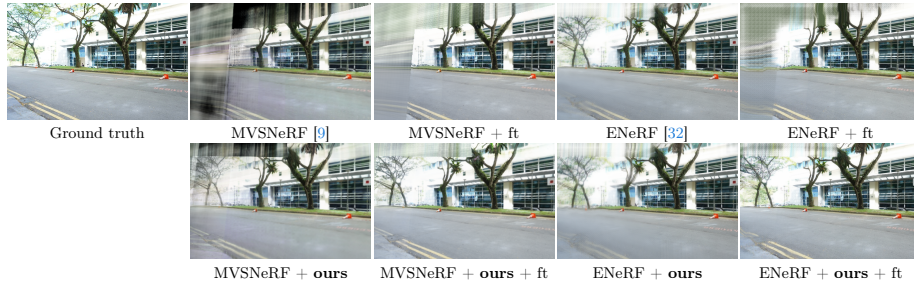 Ground truth
MVSNeRF [9]
MVSNeRF + ft
ENeRF [32]
ENeRF + ft
MVSNeRF + ours
MVSNeRF + ours + ft
ENeRF + ours
ENeRF + ours + ft